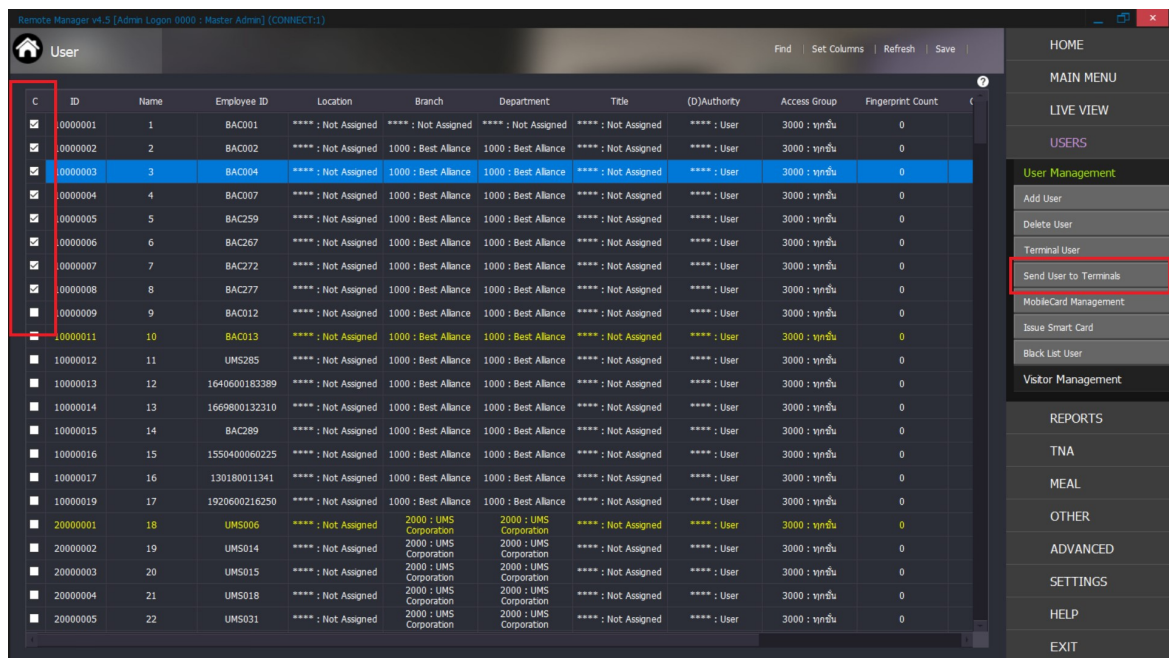 Remote Manager v4.5 [Admin Logon 0000 : Master Admin] (CONNECT:1)
User
Find | Set Columns | Refresh | Save |
C ID Name Employee ID Location Branch Department Title (D)Authority Access Group Fingerprint Count
10000001 1 BAC001 **** : Not Assigned **** : Not Assigned **** : Not Assigned **** : Not Assigned **** : User 3000 : ทุกชั้น 0
10000002 2 BAC002 **** : Not Assigned 1000 : Best Alliance 1000 : Best Alliance **** : Not Assigned **** : User 3000 : ทุกชั้น 0
10000003 3 BAC004 **** : Not Assigned 1000 : Best Alliance 1000 : Best Alliance **** : Not Assigned **** : User 3000 : ทุกชั้น 0
10000004 4 BAC007 **** : Not Assigned 1000 : Best Alliance 1000 : Best Alliance **** : Not Assigned **** : User 3000 : ทุกชั้น 0
10000005 5 BAC259 **** : Not Assigned 1000 : Best Alliance 1000 : Best Alliance **** : Not Assigned **** : User 3000 : ทุกชั้น 0
10000006 6 BAC267 **** : Not Assigned 1000 : Best Alliance 1000 : Best Alliance **** : Not Assigned **** : User 3000 : ทุกชั้น 0
10000007 7 BAC272 **** : Not Assigned 1000 : Best Alliance 1000 : Best Alliance **** : Not Assigned **** : User 3000 : ทุกชั้น 0
10000008 8 BAC277 **** : Not Assigned 1000 : Best Alliance 1000 : Best Alliance **** : Not Assigned **** : User 3000 : ทุกชั้น 0
10000009 9 BAC012 **** : Not Assigned 1000 : Best Alliance 1000 : Best Alliance **** : Not Assigned **** : User 3000 : ทุกชั้น 0
10000011 10 BAC013 **** : Not Assigned 1000 : Best Alliance 1000 : Best Alliance **** : Not Assigned **** : User 3000 : ทุกชั้น 0
10000012 11 UMS285 **** : Not Assigned 1000 : Best Alliance 1000 : Best Alliance **** : Not Assigned **** : User 3000 : ทุกชั้น 0
10000013 12 1640600183389 **** : Not Assigned 1000 : Best Alliance 1000 : Best Alliance **** : Not Assigned **** : User 3000 : ทุกชั้น 0
10000014 13 1669800132310 **** : Not Assigned 1000 : Best Alliance 1000 : Best Alliance **** : Not Assigned **** : User 3000 : ทุกชั้น 0
10000015 14 BAC289 **** : Not Assigned 1000 : Best Alliance 1000 : Best Alliance **** : Not Assigned **** : User 3000 : ทุกชั้น 0
10000016 15 1550400060225 **** : Not Assigned 1000 : Best Alliance 1000 : Best Alliance **** : Not Assigned **** : User 3000 : ทุกชั้น 0
10000017 16 130180011341 **** : Not Assigned 1000 : Best Alliance 1000 : Best Alliance **** : Not Assigned **** : User 3000 : ทุกชั้น 0
10000019 17 1920600216250 **** : Not Assigned 1000 : Best Alliance 1000 : Best Alliance **** : Not Assigned **** : User 3000 : ทุกชั้น 0
20000001 18 UMS006 **** : Not Assigned 2000 : UMS Corporation 2000 : UMS Corporation **** : Not Assigned **** : User 3000 : ทุกชั้น 0
20000002 19 UMS014 **** : Not Assigned 2000 : UMS Corporation 2000 : UMS Corporation **** : Not Assigned **** : User 3000 : ทุกชั้น 0
20000003 20 UMS015 **** : Not Assigned 2000 : UMS Corporation 2000 : UMS Corporation **** : Not Assigned **** : User 3000 : ทุกชั้น 0
20000004 21 UMS018 **** : Not Assigned 2000 : UMS Corporation 2000 : UMS Corporation **** : Not Assigned **** : User 3000 : ทุกชั้น 0
20000005 22 UMS031 **** : Not Assigned 2000 : UMS Corporation 2000 : UMS Corporation **** : Not Assigned **** : User 3000 : ทุกชั้น 0
HOME
MAIN MENU
LIVE VIEW
USERS
User Management
Add User
Delete User
Terminal User
Send User to Terminals
MobileCard Management
Issue Smart Card
Black List User
Visitor Management
REPORTS
TNA
MEAL
OTHER
ADVANCED
SETTINGS
HELP
EXIT